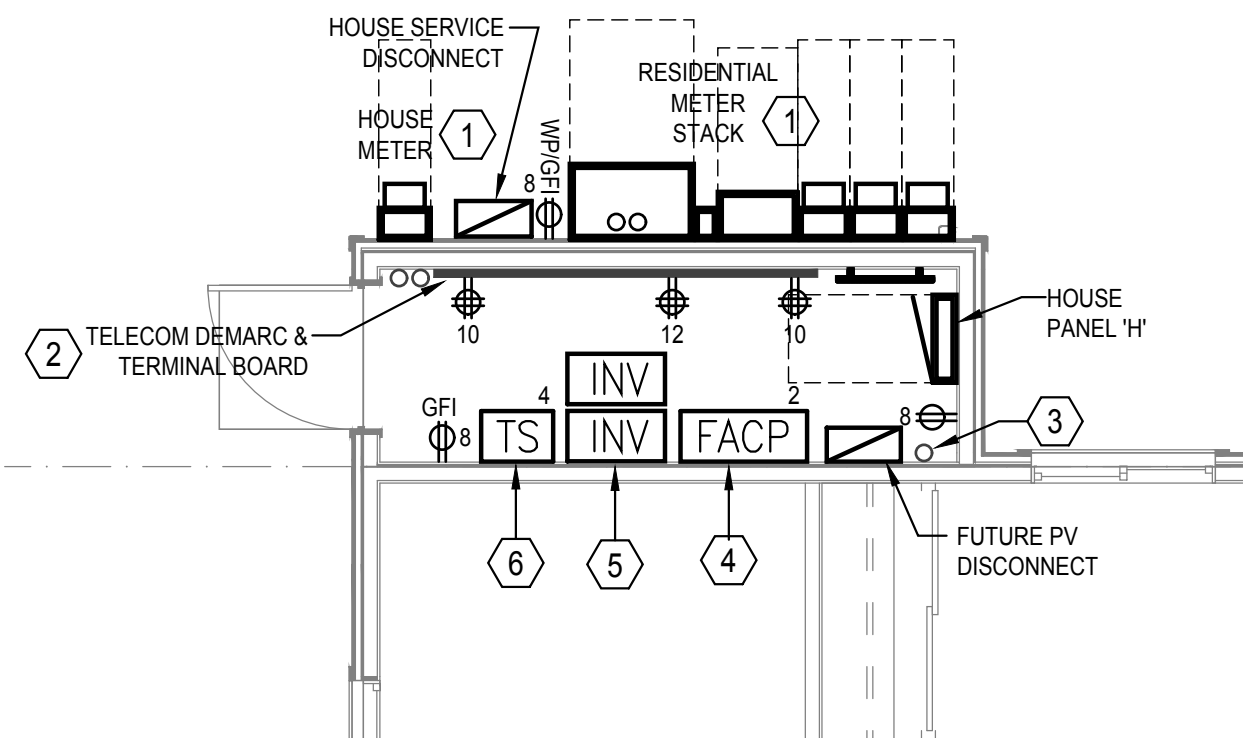 HOUSE SERVICE
DISCONNECT
RESIDENTIAL
METER
STACK
1
HOUSE
METER
1
WP/GFI
8
10
12
10
HOUSE
PANEL 'H'
2
TELECOM DEMARC &
TERMINAL BOARD
INV
4
2
GFI
8
TS
INV
FACP
8
3
6
5
4
FUTURE PV
DISCONNECT